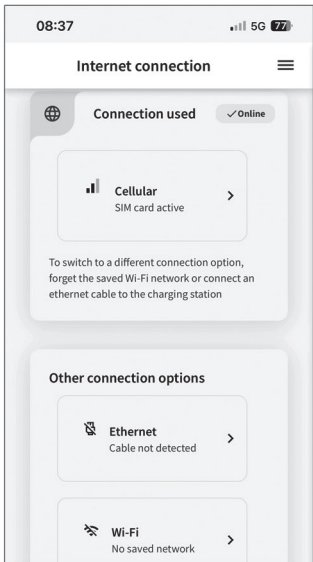 08:37 5G 77
Internet connection
Connection used Online
Cellular
SIM card active
To switch to a different connection option,
forget the saved Wi-Fi network or connect an
ethernet cable to the charging station
Other connection options
Ethernet
Cable not detected
Wi-Fi
No saved network